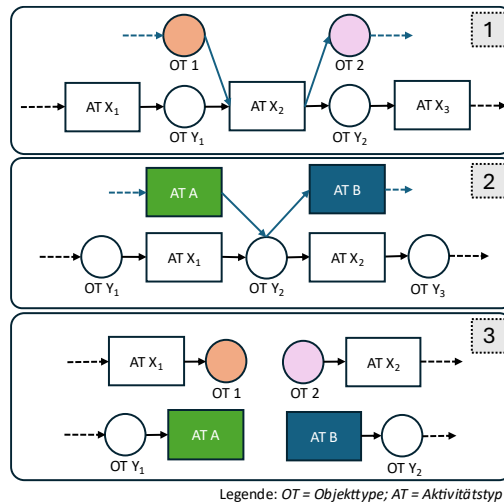 1
OT 1
OT 2
AT X₁
AT X₂
AT X₃
OT Y₁
OT Y₂
2
AT A
AT B
AT X₁
AT X₂
OT Y₁
OT Y₂
OT Y₃
3
AT X₁
AT X₂
OT 1
OT 2
AT A
AT B
OT Y₁
OT Y₂
Legende: OT = Objekttype; AT = Aktivitätstyp